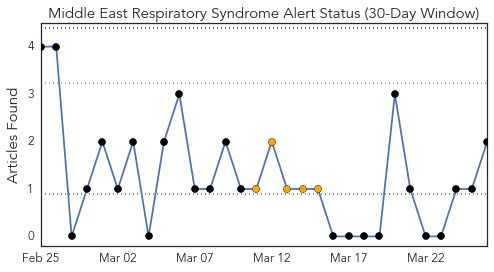 Middle East Respiratory Syndrome Alert Status (30-Day Window)
Articles Found
4
3
2
1
0
Feb 25
Mar 02
Mar 07
Mar 12
Mar 17
Mar 22